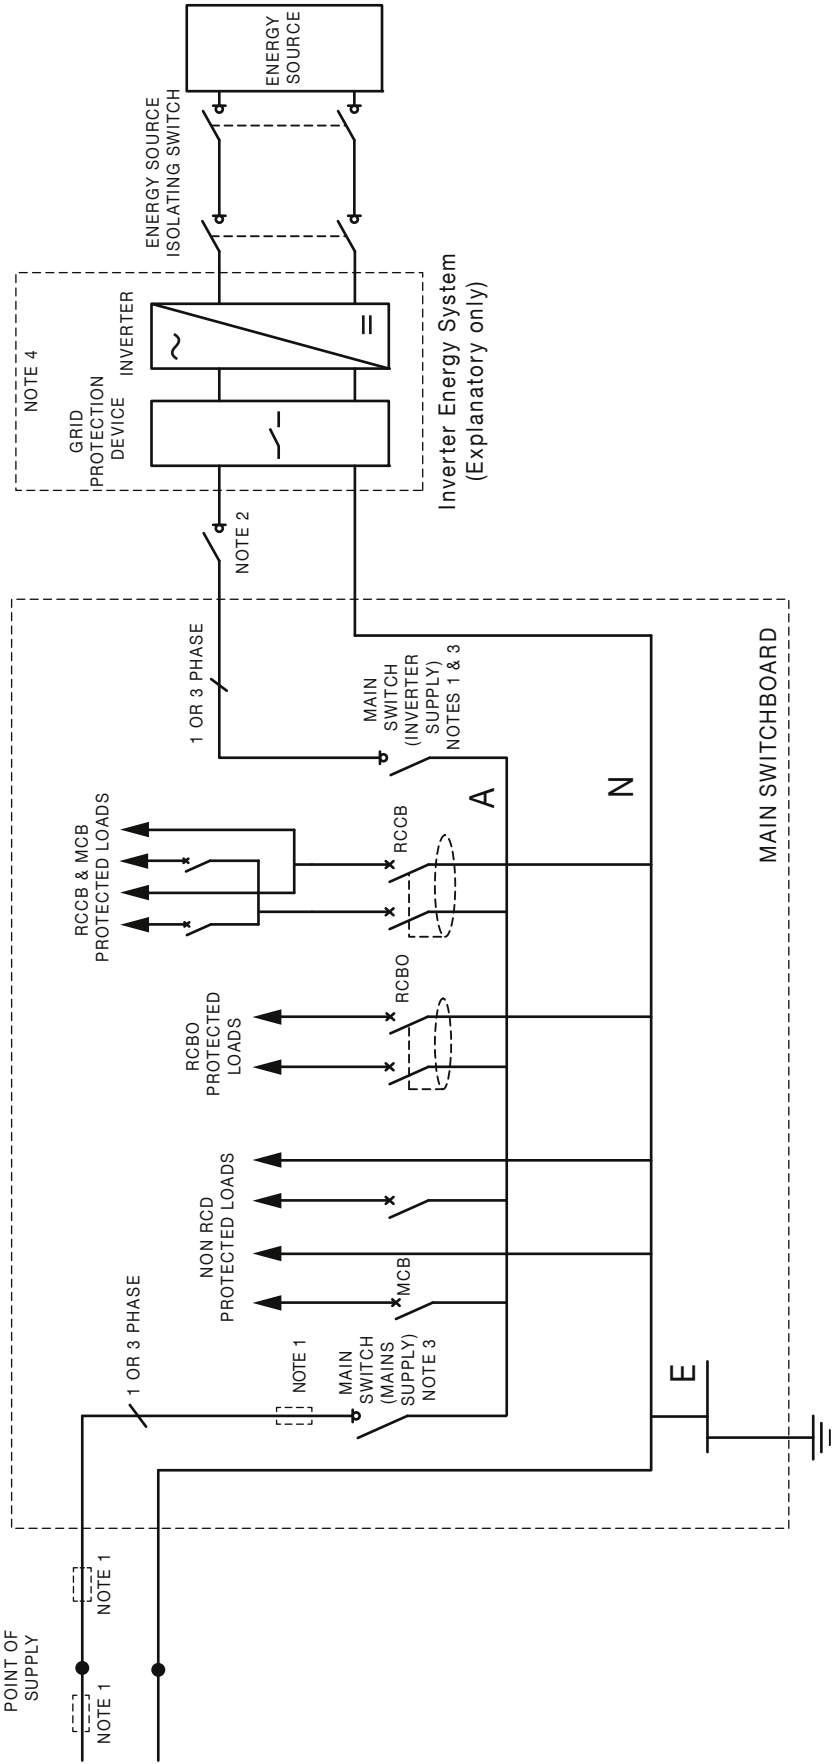 POINT OF
SUPPLY
NOTE 1
NOTE 1
1 OR 3 PHASE
NOTE 1
MAIN
SWITCH
(MAINS
SUPPLY)
NOTE 3
E
MCB
NON RCD
PROTECTED LOADS
RCBO
PROTECTED
LOADS
RCBO
RCCB & MCB
PROTECTED LOADS
RCCB
A
N
1 OR 3 PHASE
MAIN
SWITCH
(INVERTER
SUPPLY)
NOTES 1 & 3
MAIN SWITCHBOARD
NOTE 2
NOTE 4
GRID
PROTECTION
DEVICE
INVERTER
~
=
Inverter Energy System
(Explanatory only)
ENERGY SOURCE
ISOLATING SWITCH
ENERGY
SOURCE